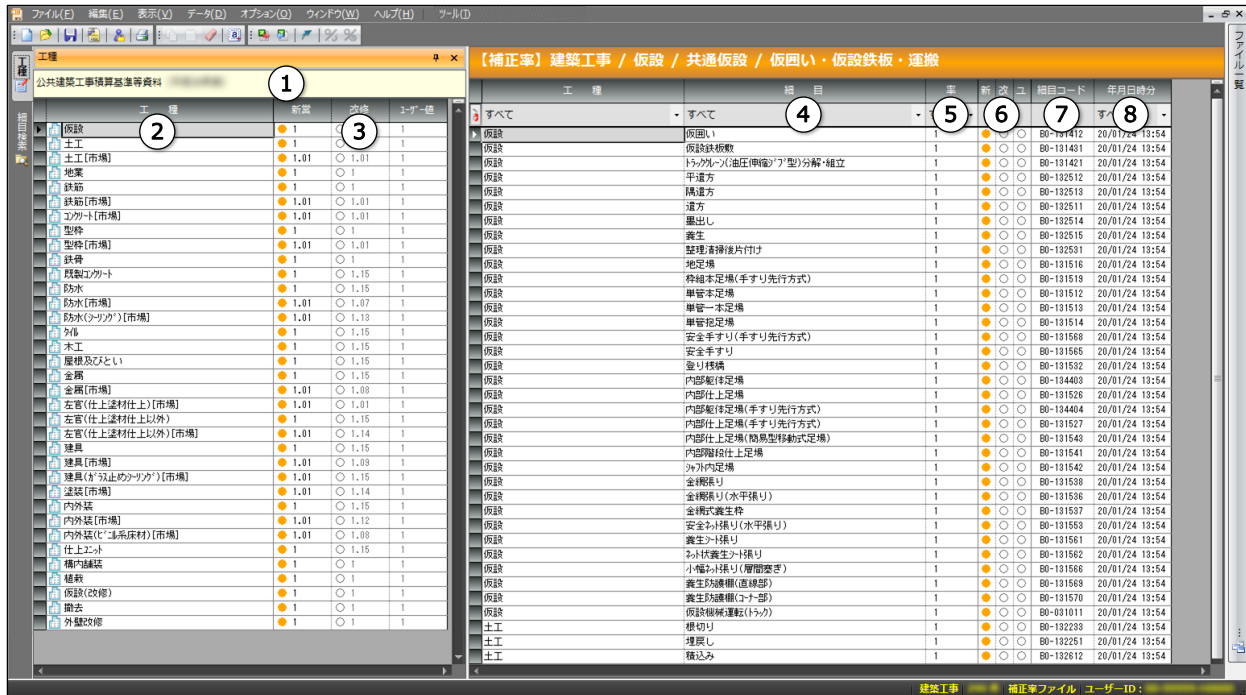 ファイル(F) 編集(E) 表示(V) データ(D) オプション(O) ウィンドウ(W) ヘルプ(H) ツール(T)
工種
工種
細目検索
公共建築工事積算基準等資料
①
工 種 新営 改修 ユーザー値
② ③
仮設 1
土工 1
土工[市場] 1.01 1.01 1
地業 1 1 1
鉄筋 1 1 1
鉄筋[市場] 1.01 1.01 1
コンクリート[市場] 1.01 1.01 1
型枠 1 1 1
型枠[市場] 1.01 1.01 1
鉄骨 1 1 1
既製コンクリート 1 1.15 1
防水 1 1.15 1
防水[市場] 1.01 1.07 1
防水(シーリング)[市場] 1.01 1.13 1
タイル 1 1.15 1
木工 1 1.15 1
屋根及びとい 1 1.15 1
金属 1 1.15 1
金属[市場] 1.01 1.08 1
左官(仕上塗材仕上)[市場] 1.01 1.01 1
左官(仕上塗材仕上以外) 1 1.15 1
左官(仕上塗材仕上以外)[市場] 1.01 1.14 1
建具 1 1.15 1
建具[市場] 1.01 1.09 1
建具(ガラス止めシーリング)[市場] 1.01 1.15 1
塗装[市場] 1.01 1.14 1
内外装 1 1.15 1
内外装[市場] 1.01 1.12 1
内外装(ビニル系床材)[市場] 1.01 1.08 1
仕上ユニット 1 1.15 1
構内舗装 1 1 1
植栽 1 1 1
仮設(改修) 1 1 1
撤去 1 1 1
外壁改修 1 1 1
【補正率】建築工事 / 仮設 / 共通仮設 / 仮囲い・仮設鉄板・運搬
工 種 細 目 率 新 改 ユ 細目コード 年月日時分
すべて すべて
④ ⑤ ⑥ ⑦ ⑧
仮設 仮囲い 1 B0-131412 20/01/24 13:54
仮設 仮設鉄板敷 1 B0-131431 20/01/24 13:54
仮設 トラッククレーン(油圧伸縮ジブ型)分解・組立 1 B0-131421 20/01/24 13:54
仮設 平遣方 1 B0-132512 20/01/24 13:54
仮設 隅遣方 1 B0-132513 20/01/24 13:54
仮設 遣方 1 B0-132511 20/01/24 13:54
仮設 墨出し 1 B0-132514 20/01/24 13:54
仮設 養生 1 B0-132515 20/01/24 13:54
仮設 整理清掃後片付け 1 B0-132531 20/01/24 13:54
仮設 地足場 1 B0-131516 20/01/24 13:54
仮設 枠組本足場(手すり先行方式) 1 B0-131519 20/01/24 13:54
仮設 単管本足場 1 B0-131512 20/01/24 13:54
仮設 単管一本足場 1 B0-131513 20/01/24 13:54
仮設 単管抱足場 1 B0-131514 20/01/24 13:54
仮設 安全手すり(手すり先行方式) 1 B0-131568 20/01/24 13:54
仮設 安全手すり 1 B0-131565 20/01/24 13:54
仮設 登り桟橋 1 B0-131532 20/01/24 13:54
仮設 内部躯体足場 1 B0-134403 20/01/24 13:54
仮設 内部仕上足場 1 B0-131526 20/01/24 13:54
仮設 内部躯体足場(手すり先行方式) 1 B0-134404 20/01/24 13:54
仮設 内部仕上足場(手すり先行方式) 1 B0-131527 20/01/24 13:54
仮設 内部仕上足場(簡易型移動式足場) 1 B0-131543 20/01/24 13:54
仮設 内部階段仕上足場 1 B0-131541 20/01/24 13:54
仮設 シャフト内足場 1 B0-131542 20/01/24 13:54
仮設 金網張り 1 B0-131538 20/01/24 13:54
仮設 金網張り(水平張り) 1 B0-131536 20/01/24 13:54
仮設 金網式養生枠 1 B0-131537 20/01/24 13:54
仮設 安全ネット張り(水平張り) 1 B0-131553 20/01/24 13:54
仮設 養生シート張り 1 B0-131561 20/01/24 13:54
仮設 ネット状養生シート張り 1 B0-131562 20/01/24 13:54
仮設 小幅ネット張り(層間塞ぎ) 1 B0-131566 20/01/24 13:54
仮設 養生防護棚(直線部) 1 B0-131569 20/01/24 13:54
仮設 養生防護棚(コーナー部) 1 B0-131570 20/01/24 13:54
仮設 仮設機械運転(トラック) 1 B0-031011 20/01/24 13:54
土工 根切り 1 B0-132233 20/01/24 13:54
土工 埋戻し 1 B0-132251 20/01/24 13:54
土工 積込み 1 B0-132612 20/01/24 13:54
ファイル一覧
建築工事 補正率ファイル ユーザーID: